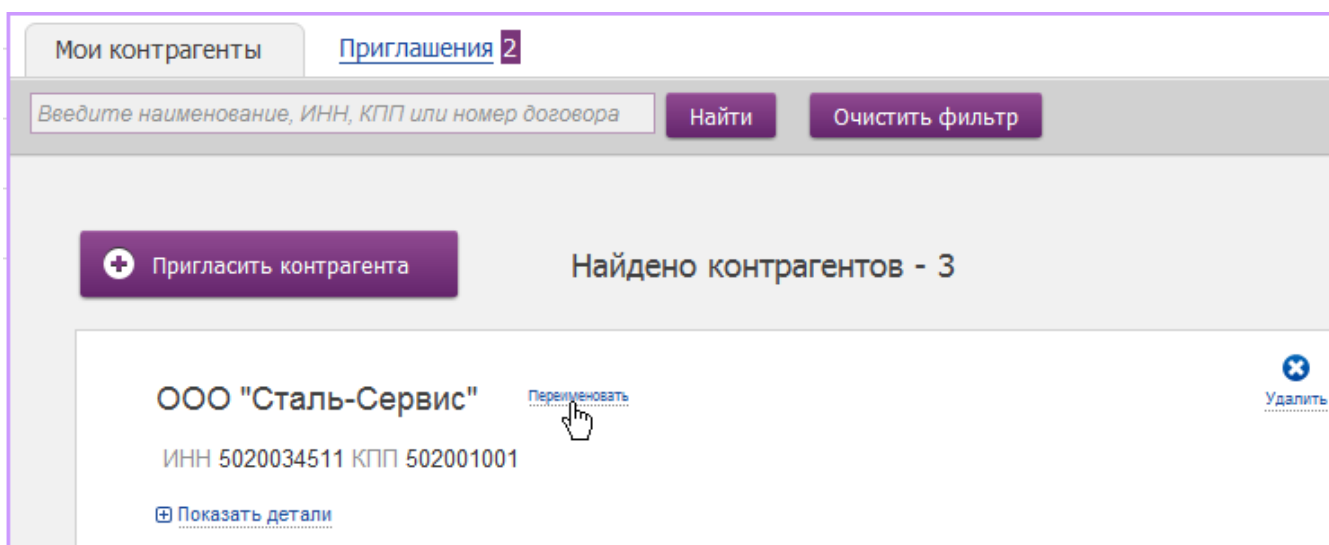 Мои контрагенты Приглашения 2
Введите наименование, ИНН, КПП или номер договора Найти Очистить фильтр
Пригласить контрагента Найдено контрагентов - 3
ООО "Сталь-Сервис" Переименовать Удалить
ИНН 5020034511 КПП 502001001
Показать детали